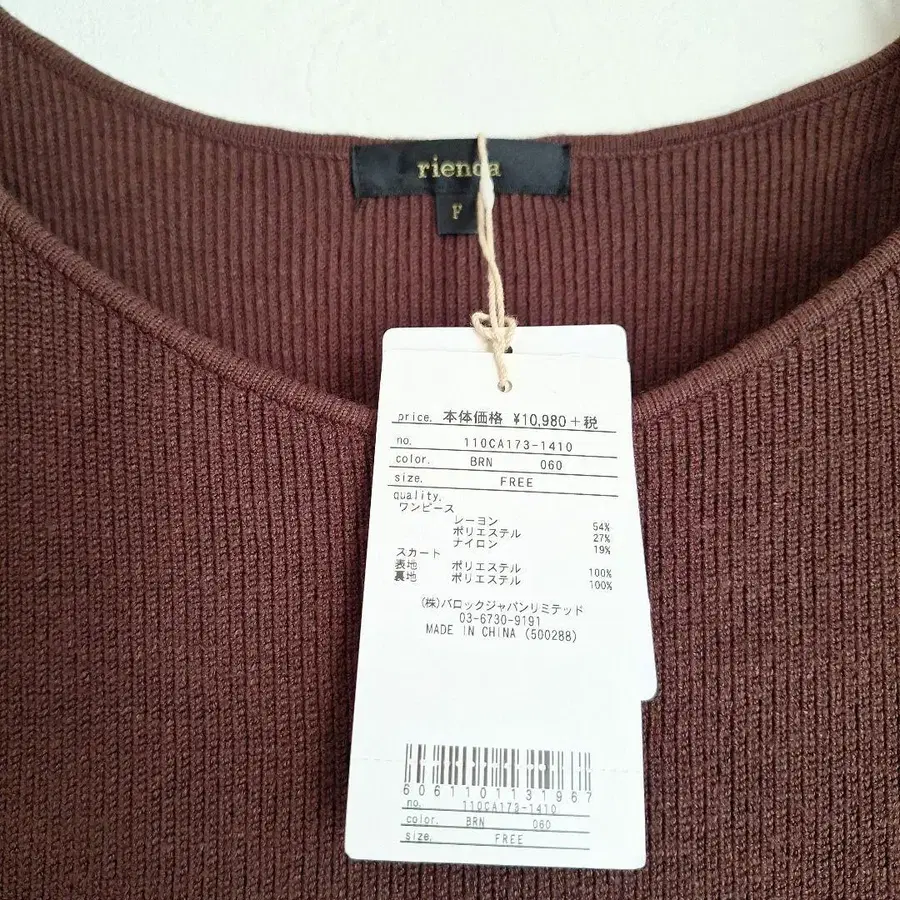 rienda
F
price. 本体価格 ¥10,980+税
no. 110CA173-1410
color. BRN 060
size. FREE
quality.
ワンピース
レーヨン 54%
ポリエステル 27%
ナイロン 19%
スカート
表地 ポリエステル 100%
裏地 ポリエステル 100%
(株)バロックジャパンリミテッド
03-6730-9191
MADE IN CHINA (500288)
6061101131967
no. 110CA173-1410
color. BRN 060
size. FREE